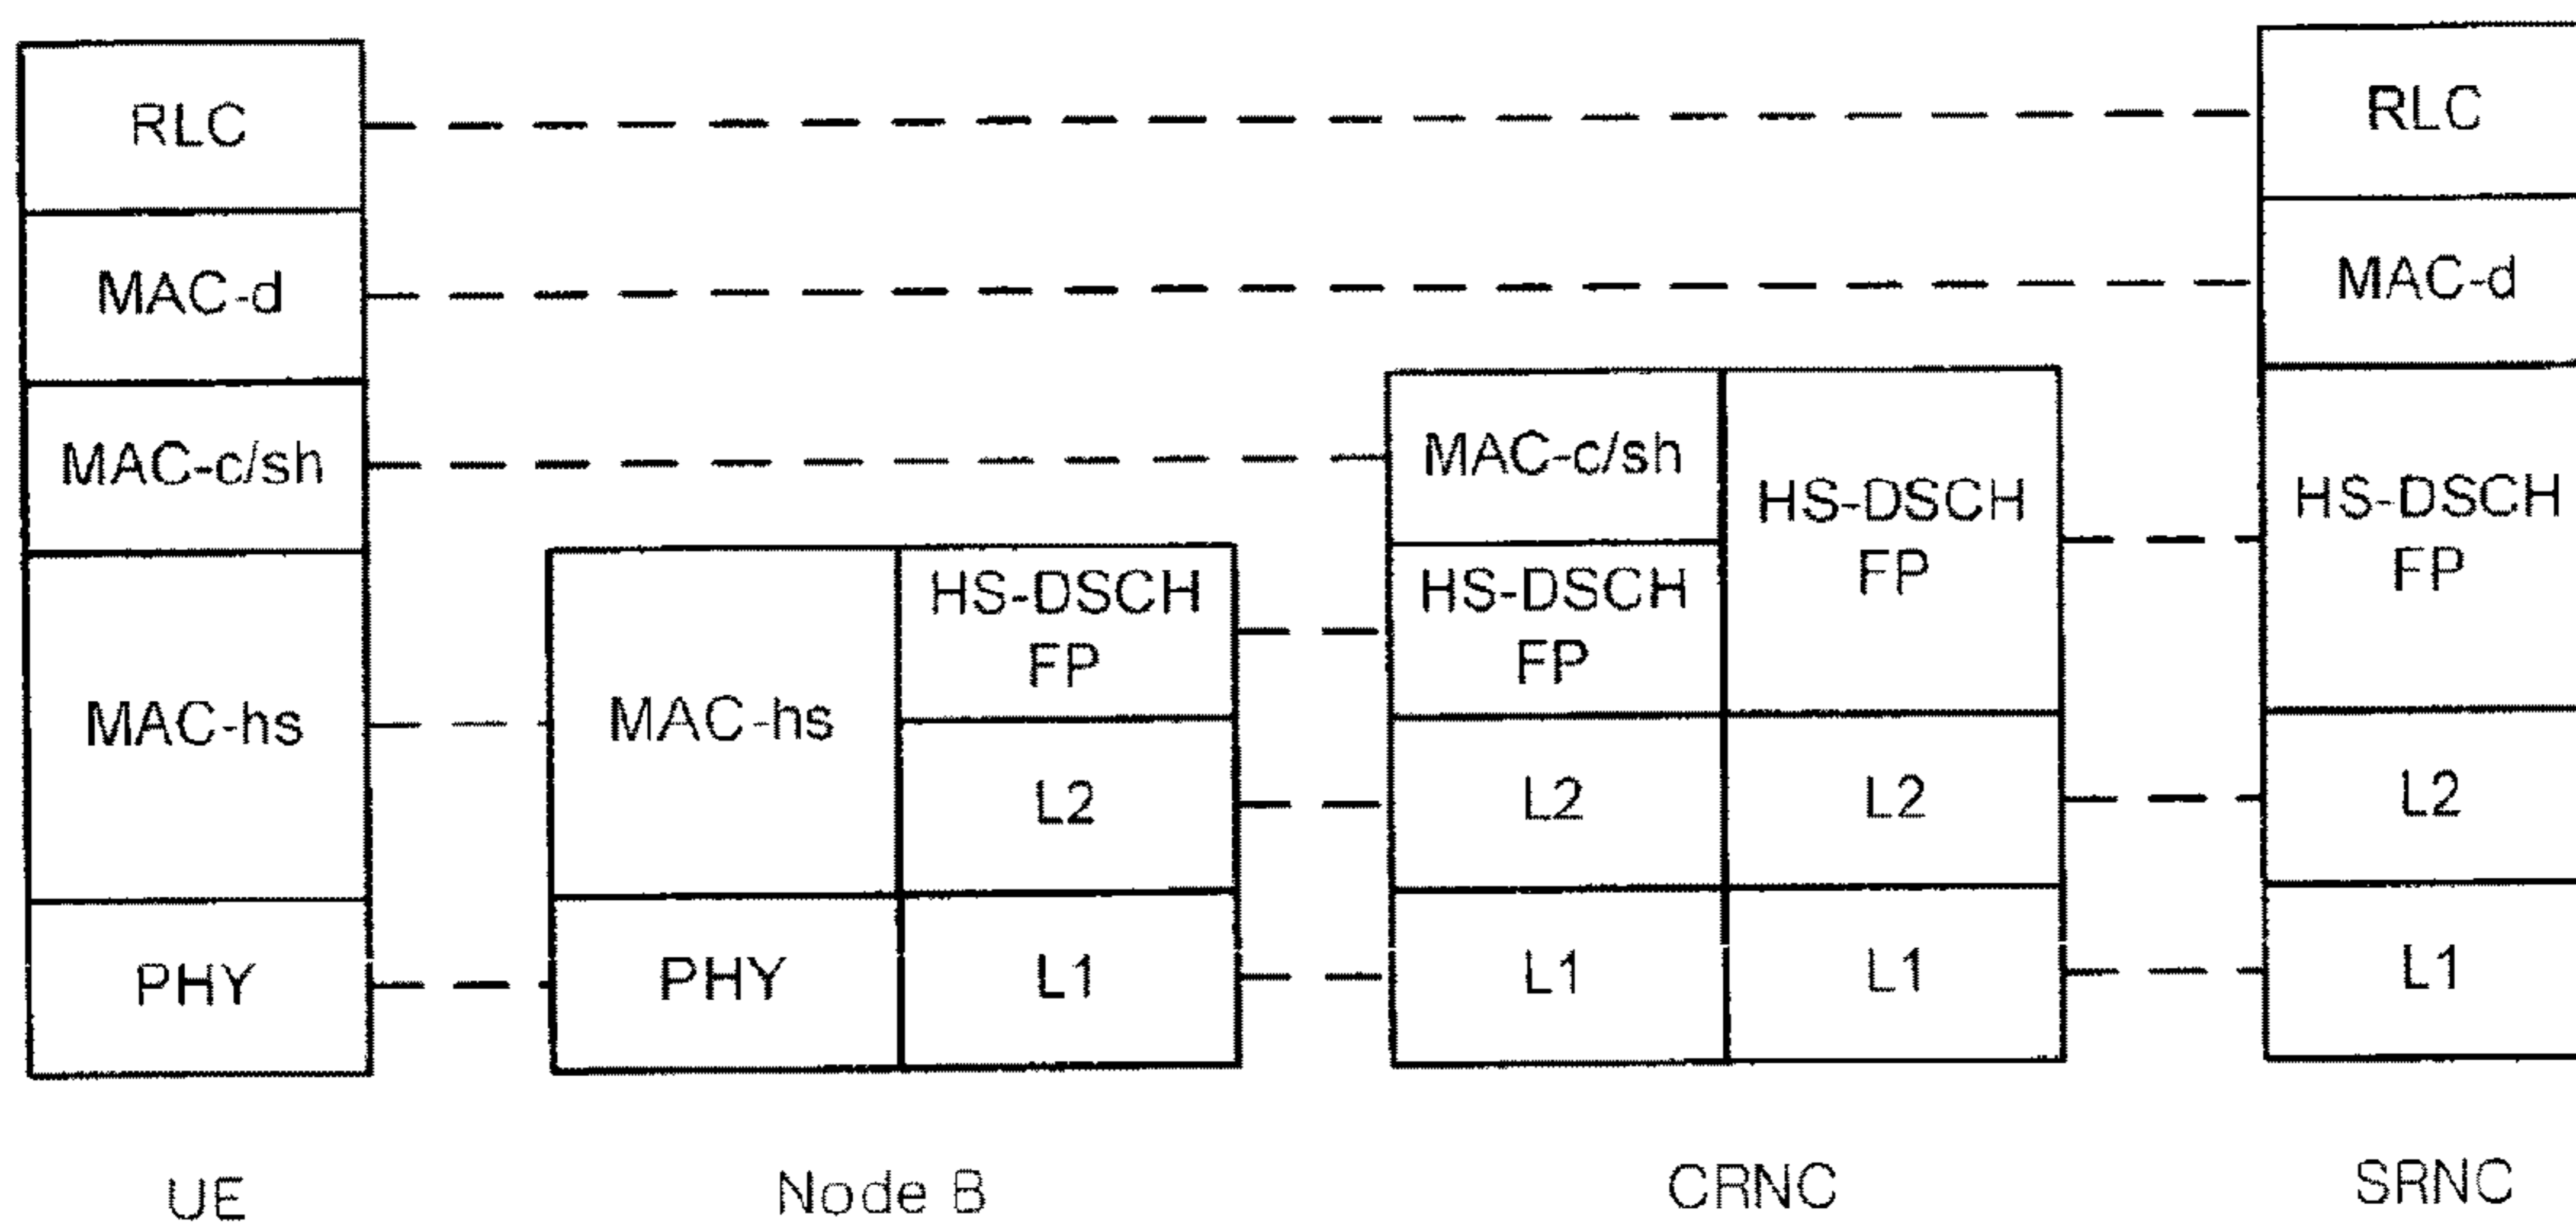 RLC
MAC-d
MAC-c/sh
MAC-hs
PHY
UE
MAC-hs
PHY
HS-DSCH
FP
L2
L1
Node B
MAC-c/sh
HS-DSCH
FP
L2
L1
HS-DSCH
FP
L2
L1
CRNC
RLC
MAC-d
HS-DSCH
FP
L2
L1
SRNC